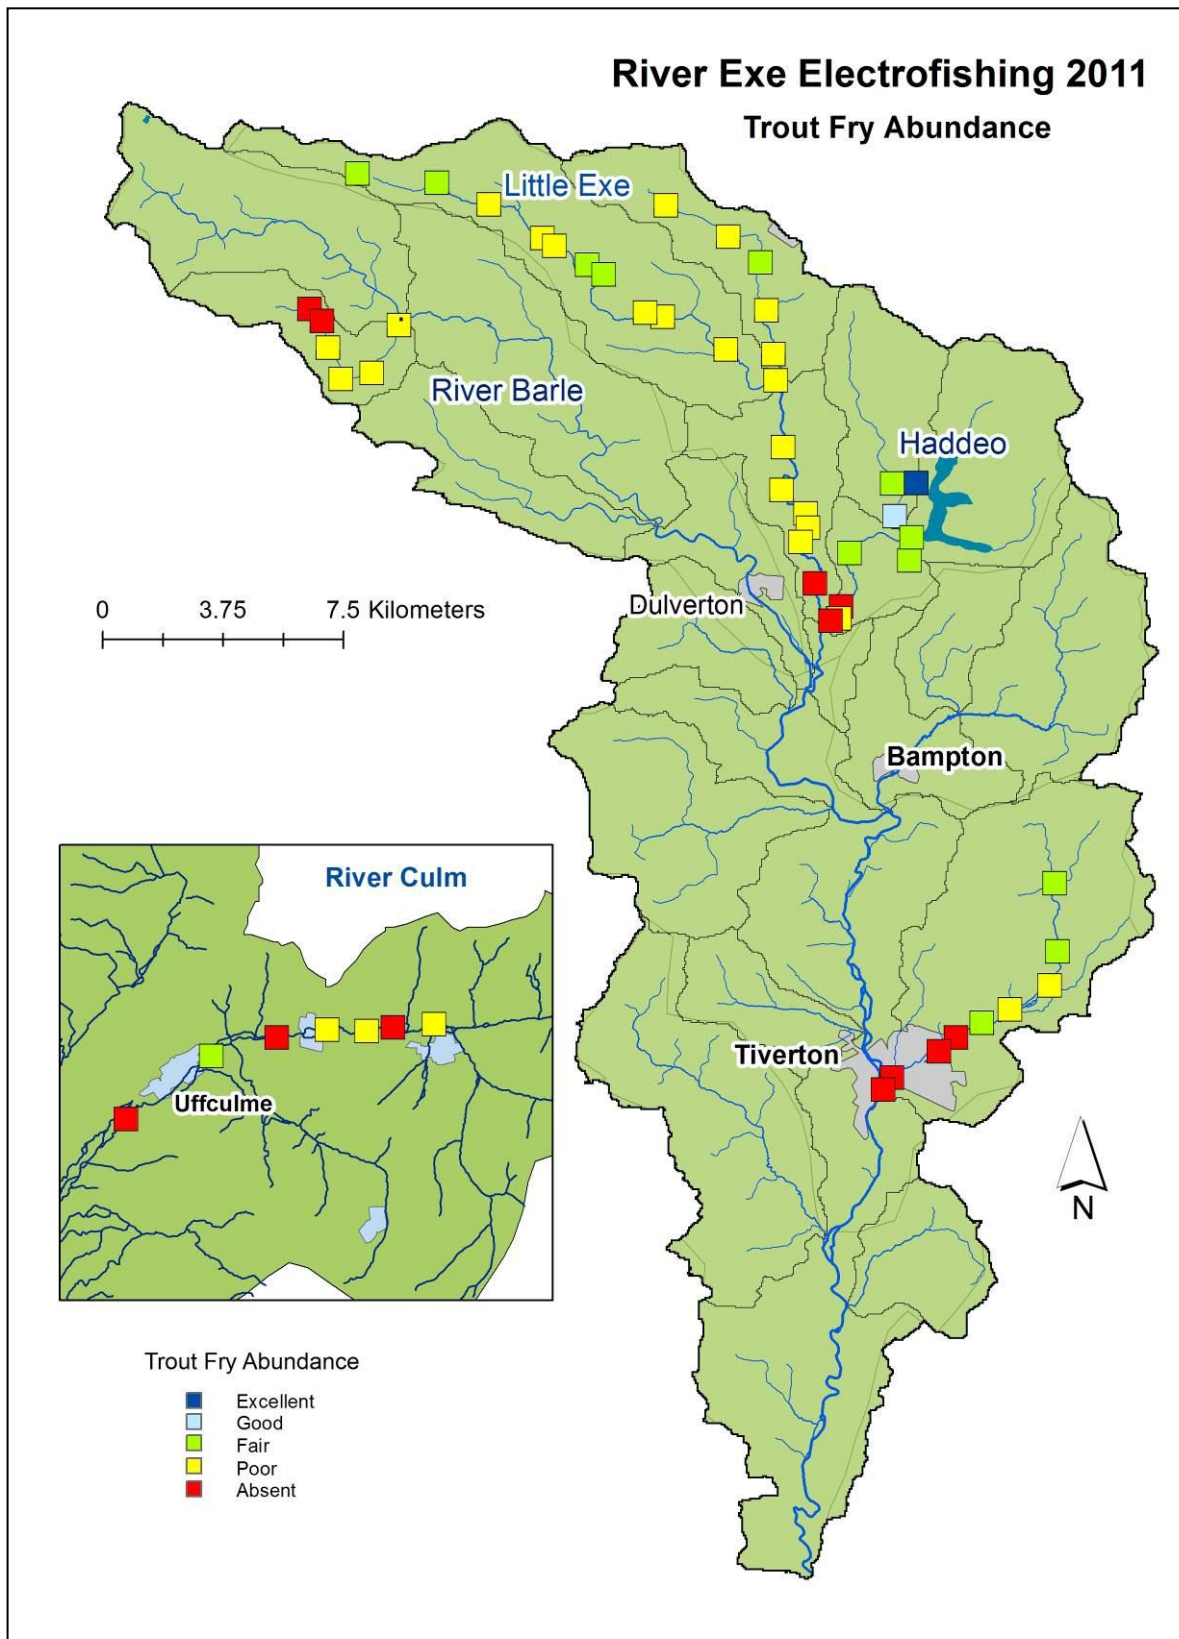 River Exe Electrofishing 2011
Trout Fry Abundance
Little Exe
River Barle
Haddeo
Dulverton
0 3.75 7.5 Kilometers
Bampton
River Culm
Tiverton
Uffculme
N
Trout Fry Abundance
Excellent
Good
Fair
Poor
Absent